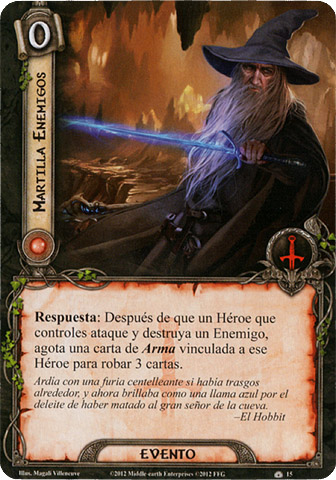 0
MARTILLA ENEMIGOS
Respuesta: Después de que un Héroe que
controles ataque y destruya un Enemigo,
agota una carta de Arma vinculada a ese
Héroe para robar 3 cartas.
Ardía con una furia centelleante si había trasgos
alrededor, y ahora brillaba como una llama azul por el
deleite de haber matado al gran señor de la cueva.
–El Hobbit
EVENTO
Illus. Magali Villeneuve
©2012 Middle-earth Enterprises ©2012 FFG
15